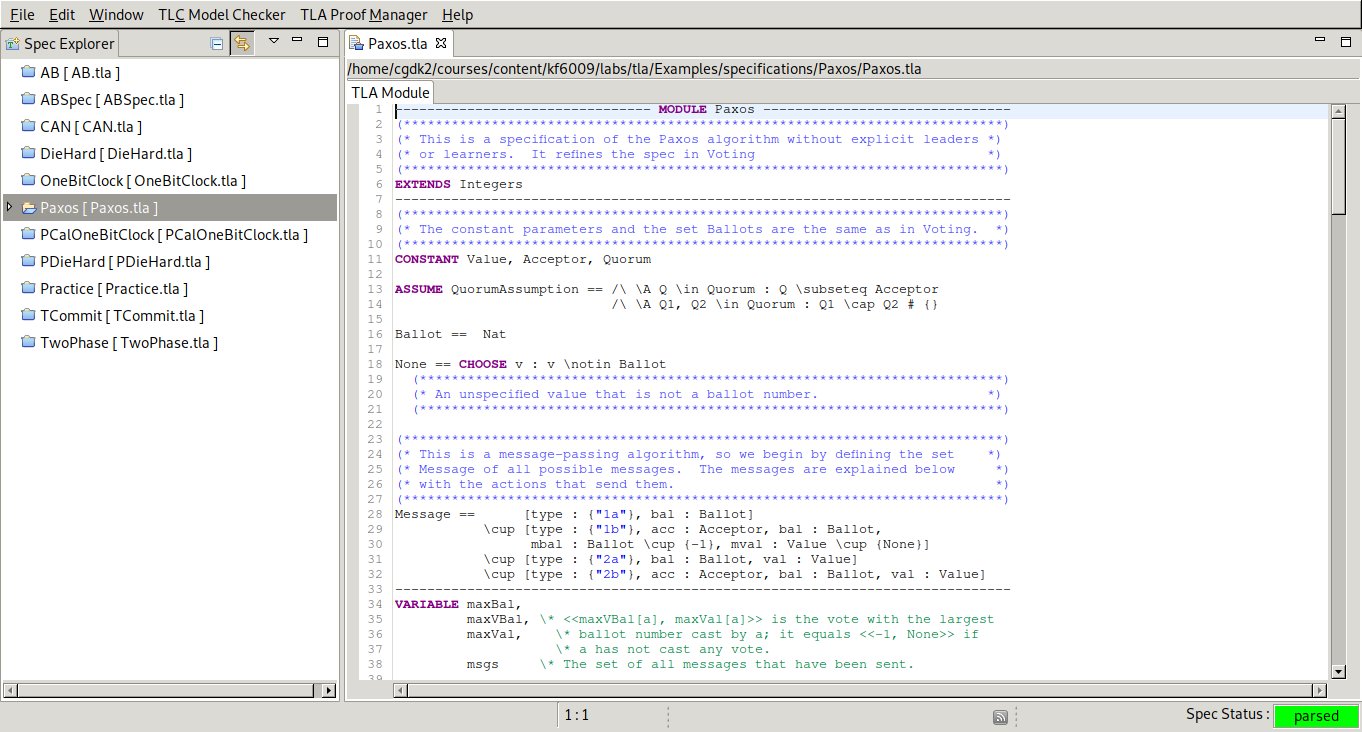 File Edit Window TLC Model Checker TLA Proof Manager Help
Spec Explorer
AB [ AB.tla ]
ABSpec [ ABSpec.tla ]
CAN [ CAN.tla ]
DieHard [ DieHard.tla ]
OneBitClock [ OneBitClock.tla ]
Paxos [ Paxos.tla ]
PCalOneBitClock [ PCalOneBitClock.tla ]
PDieHard [ PDieHard.tla ]
Practice [ Practice.tla ]
TCommit [ TCommit.tla ]
TwoPhase [ TwoPhase.tla ]
Paxos.tla
/home/cgdk2/courses/content/kf6009/labs/tla/Examples/specifications/Paxos/Paxos.tla
TLA Module
1 -------------------------------- MODULE Paxos -------------------------------
2 (***************************************************************************)
3 (* This is a specification of the Paxos algorithm without explicit leaders *)
4 (* or learners.  It refines the spec in Voting                             *)
5 (***************************************************************************)
6 EXTENDS Integers
7 -----------------------------------------------------------------------------
8 (***************************************************************************)
9 (* The constant parameters and the set Ballots are the same as in Voting.  *)
10 (***************************************************************************)
11 CONSTANT Value, Acceptor, Quorum
12
13 ASSUME QuorumAssumption == /\ \A Q \in Quorum : Q \subseteq Acceptor
14                            /\ \A Q1, Q2 \in Quorum : Q1 \cap Q2 # {}
15
16 Ballot ==  Nat
17
18 None == CHOOSE v : v \notin Ballot
19   (*************************************************************************)
20   (* An unspecified value that is not a ballot number.                     *)
21   (*************************************************************************)
22
23 (***************************************************************************)
24 (* This is a message-passing algorithm, so we begin by defining the set    *)
25 (* Message of all possible messages.  The messages are explained below     *)
26 (* with the actions that send them.                                        *)
27 (***************************************************************************)
28 Message ==      [type : {"1a"}, bal : Ballot]
29            \cup [type : {"1b"}, acc : Acceptor, bal : Ballot,
30                  mbal : Ballot \cup {-1}, mval : Value \cup {None}]
31            \cup [type : {"2a"}, bal : Ballot, val : Value]
32            \cup [type : {"2b"}, acc : Acceptor, bal : Ballot, val : Value]
33 -----------------------------------------------------------------------------
34 VARIABLE maxBal,
35          maxVBal, \* <<maxVBal[a], maxVal[a]>> is the vote with the largest
36          maxVal,    \* ballot number cast by a; it equals <<-1, None>> if
37                     \* a has not cast any vote.
38          msgs     \* The set of all messages that have been sent.
39
1 : 1
Spec Status : parsed